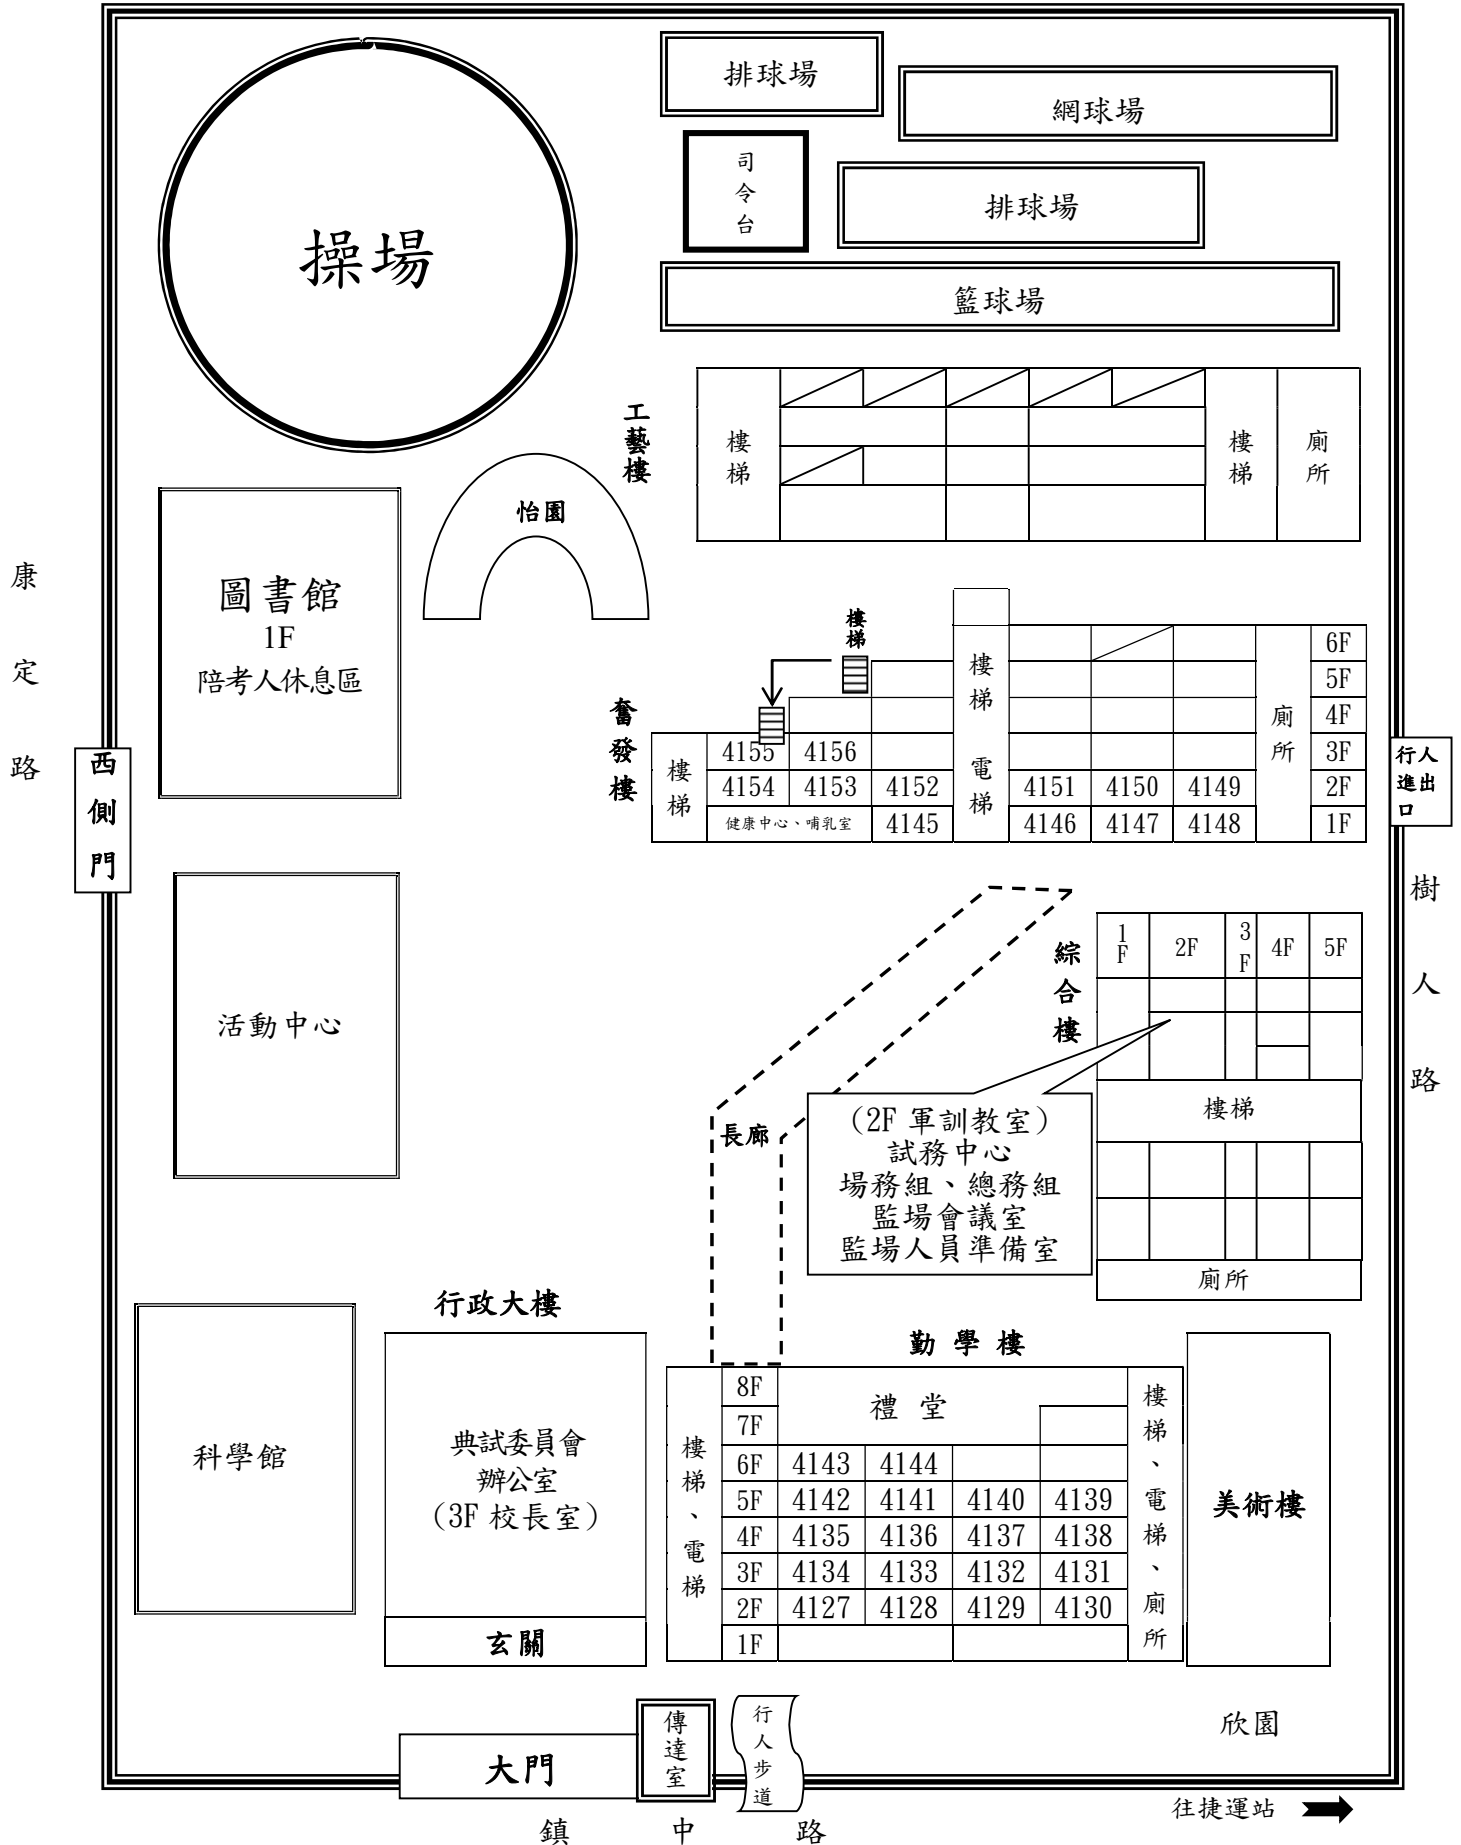 排球場
網球場
司令台
排球場
操場
籃球場
工藝樓
樓梯
樓梯
廁所
怡園
圖書館
1F
陪考人休息區
康定路
西側門
奮發樓
樓梯
樓梯
樓梯 電梯
廁所
6F
5F
4F
4155 4156 3F
4154 4153 4152 4151 4150 4149 2F
健康中心、哺乳室 4145 4146 4147 4148 1F
行人
進出
口
樹人路
活動中心
綜合樓
1F 2F 3F 4F 5F
樓梯
廁所
長廊
(2F 軍訓教室)
試務中心
場務組、總務組
監場會議室
監場人員準備室
行政大樓
科學館
典試委員會
辦公室
(3F 校長室)
玄關
勤學樓
樓梯、電梯
8F 禮堂
7F
6F 4143 4144
5F 4142 4141 4140 4139
4F 4135 4136 4137 4138
3F 4134 4133 4132 4131
2F 4127 4128 4129 4130
1F
樓梯、電梯、廁所
美術樓
欣園
大門
傳達室
行人步道
往捷運站
鎮中路